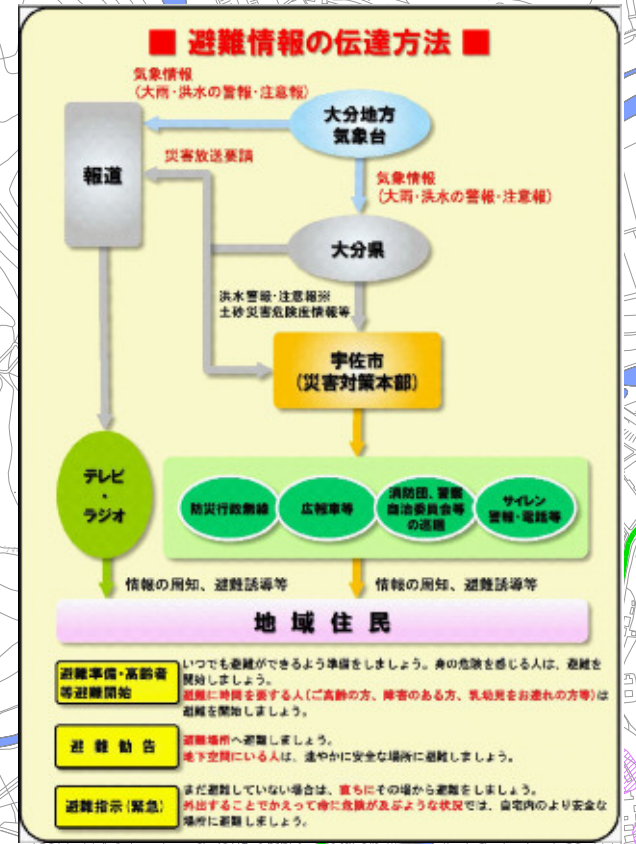 ■ 避難情報の伝達方法 ■
気象情報
(大雨・洪水の警報・注意報)
大分地方
気象台
災害放送要請
報道
気象情報
(大雨・洪水の警報・注意報)
大分県
洪水警報・注意報※
土砂災害危険度情報等
宇佐市
(災害対策本部)
テレビ
・
ラジオ
防災行政無線
広報車等
消防団、警察
自治委員会等
の巡回
サイレン
警報・電話等
情報の周知、避難誘導等
情報の周知、避難誘導等
地域住民
避難準備・高齢者
等避難開始
いつでも避難ができるよう準備をしましょう。身の危険を感じる人は、避難を
開始しましょう。
避難に時間を要する人(ご高齢の方、障害のある方、乳幼児をお連れの方等)は
避難を開始しましょう。
避難勧告
避難場所へ避難しましょう。
地下空間にいる人は、速やかに安全な場所に避難しましょう。
避難指示(緊急)
まだ避難していない場合は、直ちにその場から避難をしましょう。
外出することでかえって命に危険が及ぶような状況では、自宅内のより安全な
場所に避難しましょう。